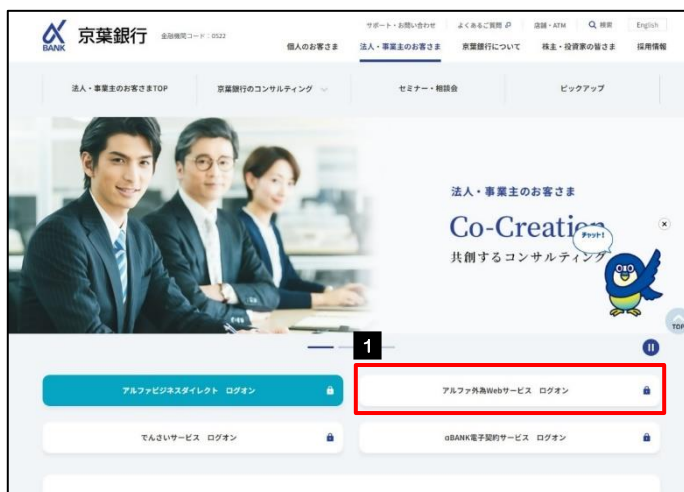 BANK 京葉銀行 金融機関コード：0522
サポート・お問い合わせ よくあるご質問 店舗・ATM 検索 English
個人のお客さま 法人・事業主のお客さま 京葉銀行について 株主・投資家の皆さま 採用情報
法人・事業主のお客さまTOP 京葉銀行のコンサルティング セミナー・相談会 ピックアップ
法人・事業主のお客さま
Co-Creation
チャット!
共創するコンサルティング
TOP
1
アルファビジネスダイレクト ログオン アルファ外為Webサービス ログオン
でんさいサービス ログオン αBANK電子契約サービス ログオン